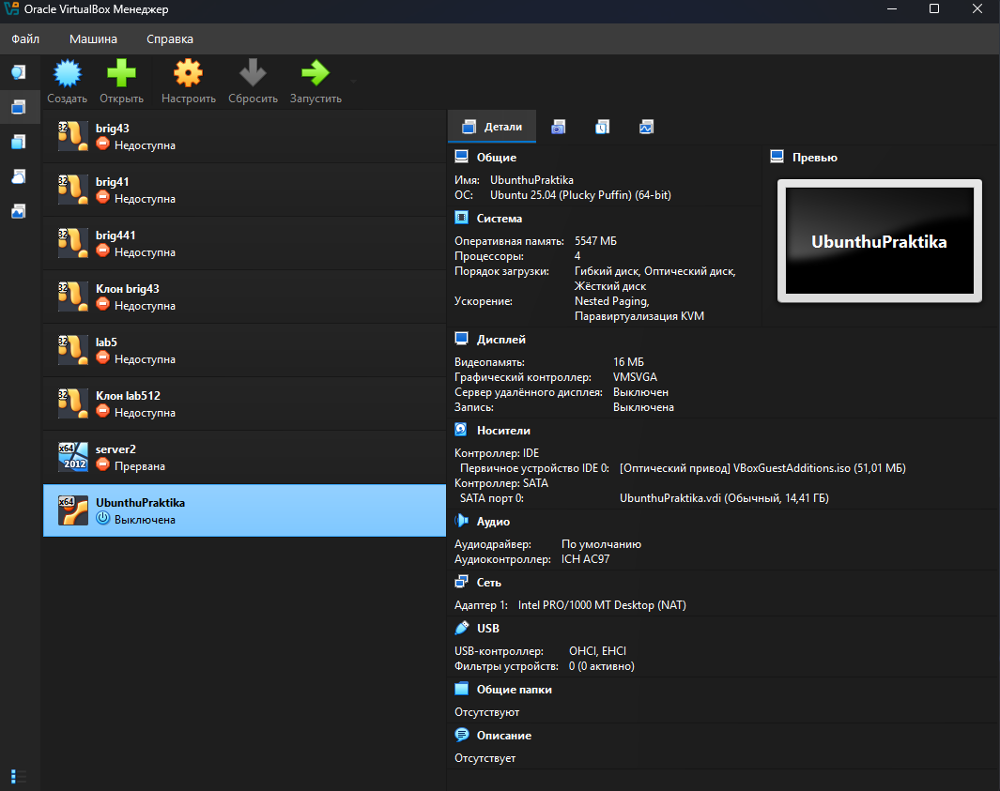 Oracle VirtualBox Менеджер
Файл Машина Справка
Создать Открыть Настроить Сбросить Запустить
32 brig43
Недоступна
32 brig41
Недоступна
32 brig441
Недоступна
32 Клон brig43
Недоступна
32 lab5
Недоступна
32 Клон lab512
Недоступна
x64 2012 server2
Прервана
x64 UbunthuPraktika
Выключена
Детали
Общие
Имя: UbunthuPraktika
ОС: Ubuntu 25.04 (Plucky Puffin) (64-bit)
Превью
UbunthuPraktika
Система
Оперативная память: 5547 МБ
Процессоры: 4
Порядок загрузки: Гибкий диск, Оптический диск,
Жёсткий диск
Ускорение: Nested Paging,
Паравиртуализация KVM
Дисплей
Видеопамять: 16 МБ
Графический контроллер: VMSVGA
Сервер удалённого дисплея: Выключен
Запись: Выключена
Носители
Контроллер: IDE
Первичное устройство IDE 0: [Оптический привод] VBoxGuestAdditions.iso (51,01 МБ)
Контроллер: SATA
SATA порт 0: UbunthuPraktika.vdi (Обычный, 14,41 ГБ)
Аудио
Аудиодрайвер: По умолчанию
Аудиоконтроллер: ICH AC97
Сеть
Адаптер 1: Intel PRO/1000 MT Desktop (NAT)
USB
USB-контроллер: OHCI, EHCI
Фильтры устройств: 0 (0 активно)
Общие папки
Отсутствуют
Описание
Отсутствует